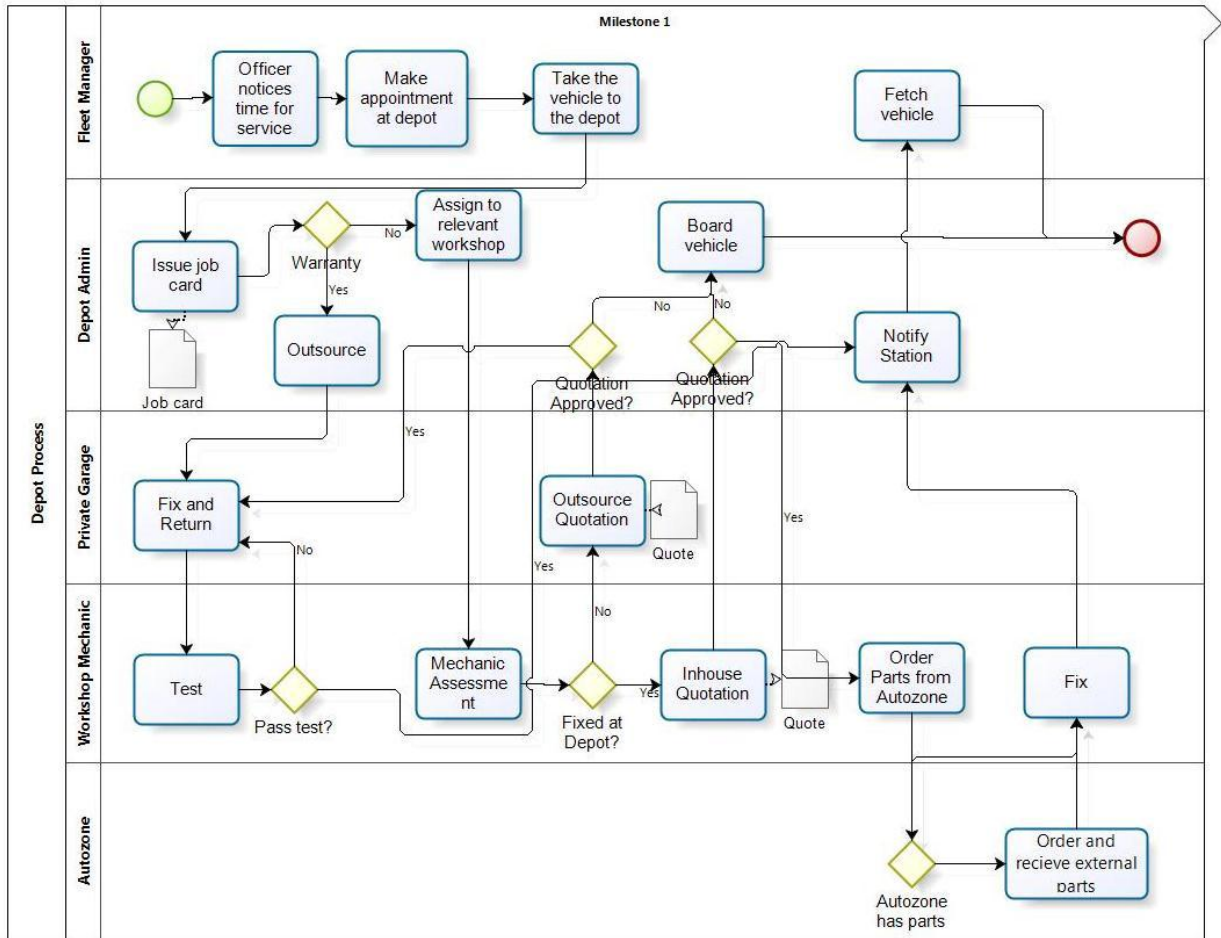 Milestone 1
Depot Process
Fleet Manager
Officer
notices
time for
service
Make
appointment
at depot
Take the
vehicle to
the depot
Fetch
vehicle
Depot Admin
Issue job
card
Job card
Warranty
No
Yes
Assign to
relevant
workshop
Outsource
Board
vehicle
No
No
Quotation
Approved?
Quotation
Approved?
Notify
Station
Private Garage
Yes
Fix and
Return
No
Outsource
Quotation
Quote
Yes
Yes
Workshop Mechanic
Test
Pass test?
Mechanic
Assessme
nt
No
Fixed at
Depot?
Yes
Inhouse
Quotation
Quote
Order
Parts from
Autozone
Fix
Autozone
Autozone
has parts
Order and
recieve external
parts